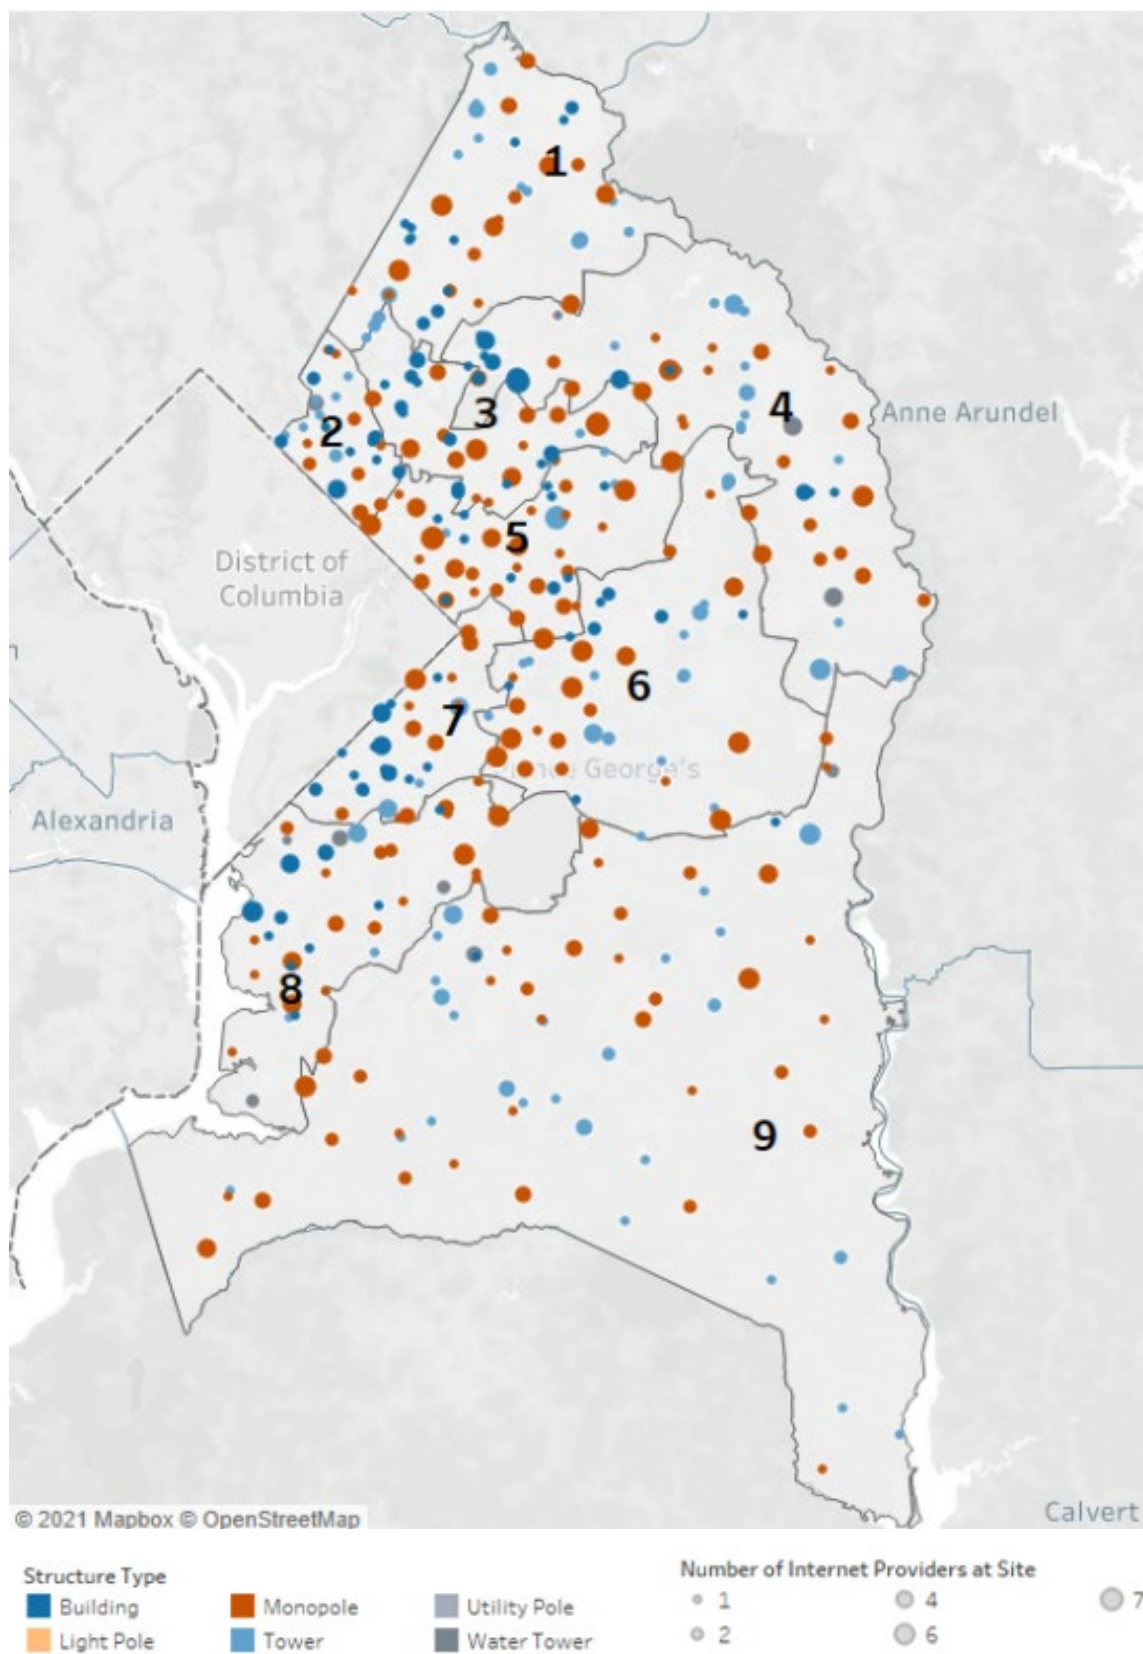 1
4
Anne Arundel
3
2
5
District of
Columbia
6
7
Prince George's
Alexandria
8
9
Calvert
© 2021 Mapbox © OpenStreetMap
Structure Type
Building
Monopole
Utility Pole
Light Pole
Tower
Water Tower
Number of Internet Providers at Site
1
4
7
2
6